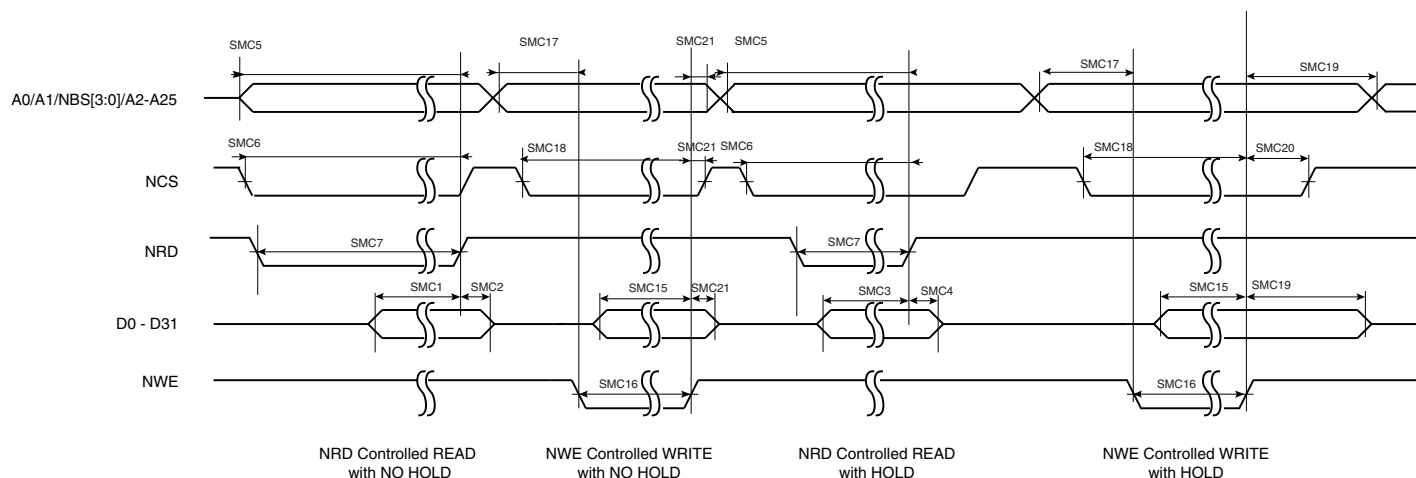 SMC5
SMC17
SMC21
SMC5
SMC17
SMC19
A0/A1/NBS[3:0]/A2-A25
SMC6
SMC18
SMC21
SMC6
SMC18
SMC20
NCS
NRD
SMC7
SMC7
SMC1
SMC2
SMC15
SMC21
SMC3
SMC4
SMC15
SMC19
D0 - D31
NWE
SMC16
SMC16
NRD Controlled READ
with NO HOLD
NWE Controlled WRITE
with NO HOLD
NRD Controlled READ
with HOLD
NWE Controlled WRITE
with HOLD